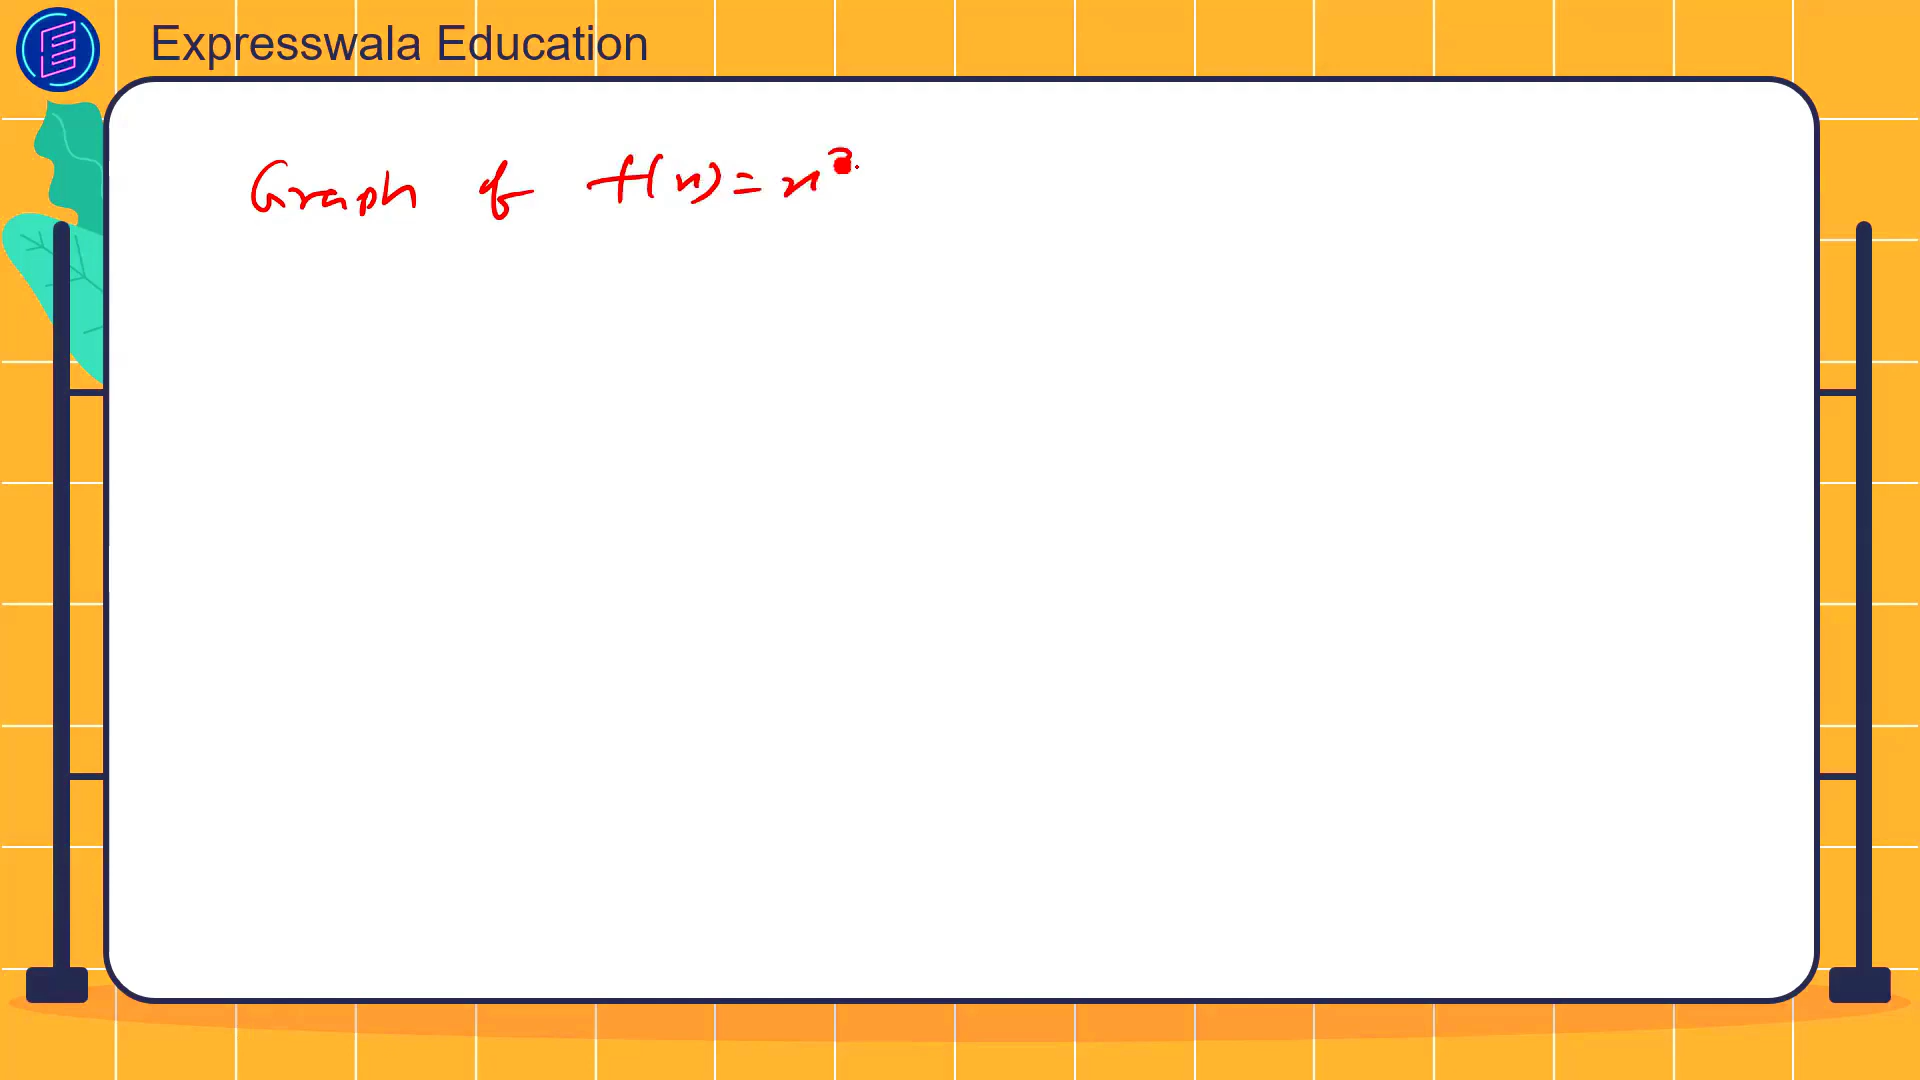 Expresswala Education
Graph of f(x) = x